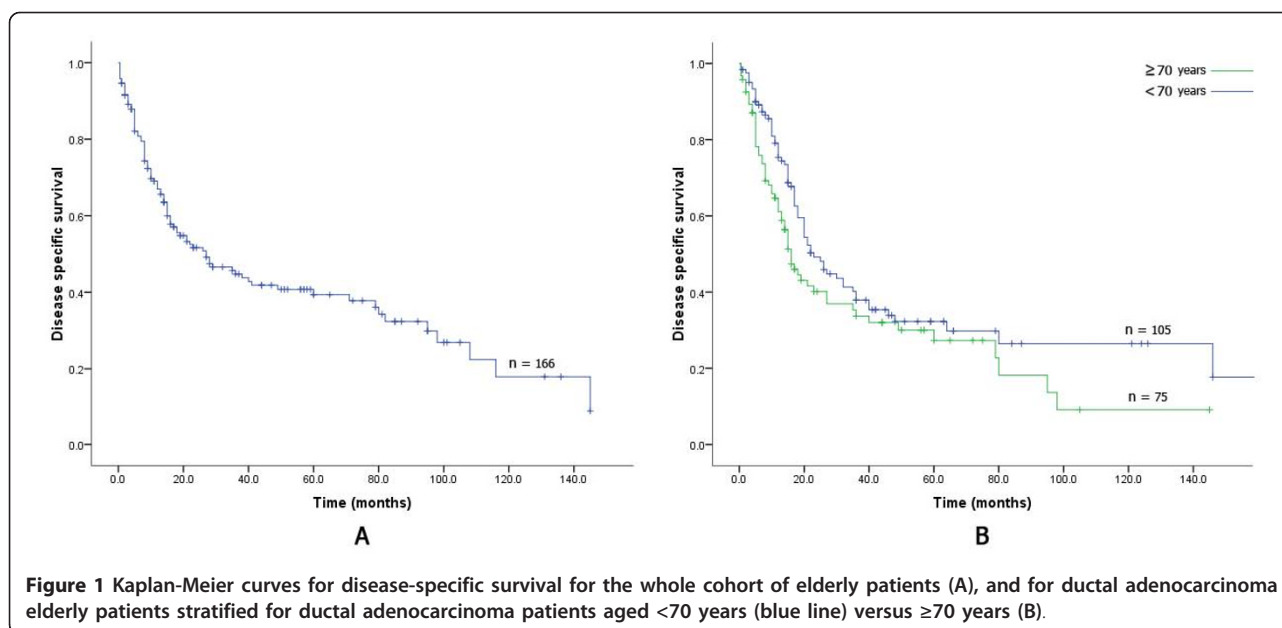 1.0
0.8
0.6
0.4
0.2
0.0
Disease specific survival
n = 166
0.0 20.0 40.0 60.0 80.0 100.0 120.0 140.0
Time (months)
A
1.0
0.8
0.6
0.4
0.2
0.0
Disease specific survival
≥70 years
<70 years
n = 105
n = 75
0.0 20.0 40.0 60.0 80.0 100.0 120.0 140.0
Time (months)
B
Figure 1 Kaplan-Meier curves for disease-specific survival for the whole cohort of elderly patients (A), and for ductal adenocarcinoma
elderly patients stratified for ductal adenocarcinoma patients aged <70 years (blue line) versus ≥70 years (B).